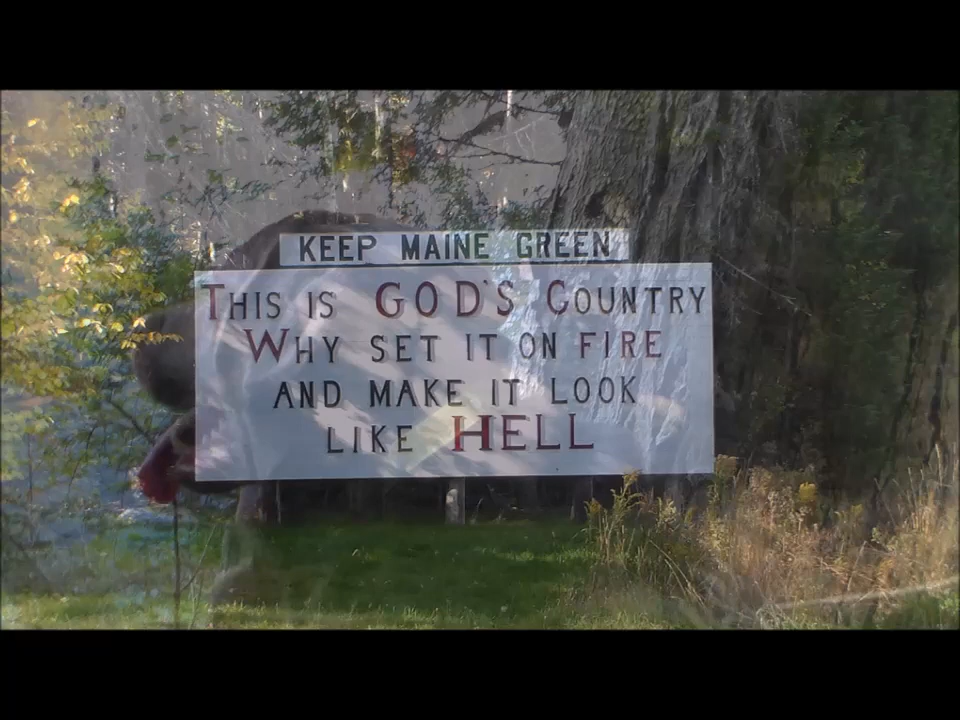 KEEP MAINE GREEN
THIS IS GOD'S COUNTRY
WHY SET IT ON FIRE
AND MAKE IT LOOK
LIKE HELL